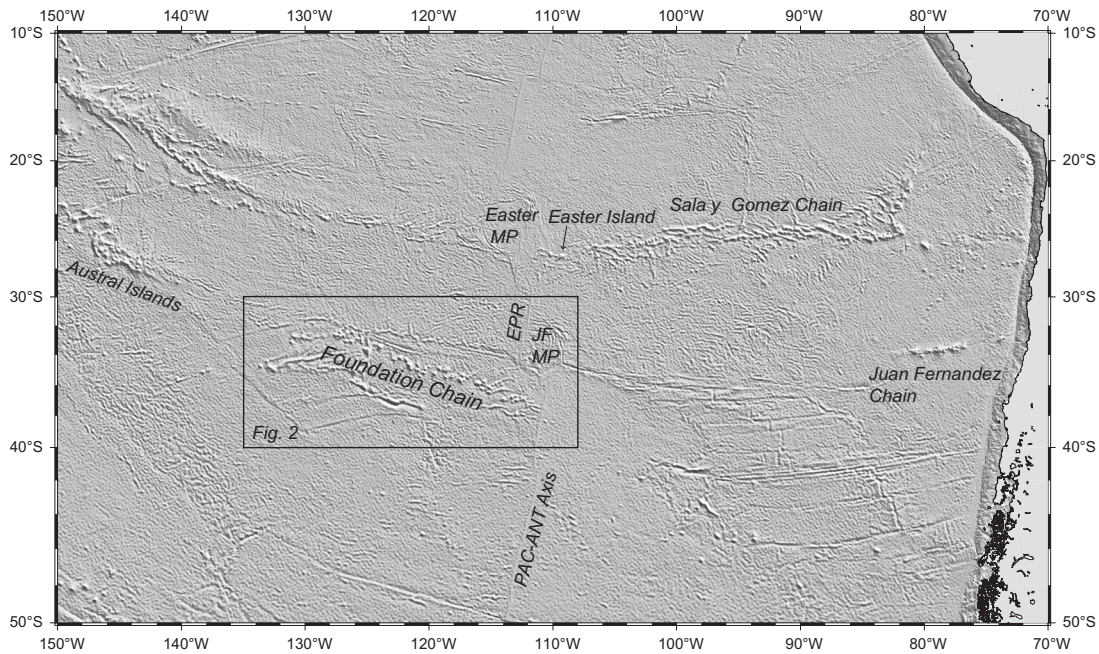 150°W 140°W 130°W 120°W 110°W 100°W 90°W 80°W 70°W
10°S 10°S
20°S 20°S
Sala y Gomez Chain
Easter Easter Island
MP
Austral Islands
30°S 30°S
EPR
JF
MP
Foundation Chain
Juan Fernandez
Chain
Fig. 2
40°S 40°S
PAC-ANT Axis
50°S 50°S
150°W 140°W 130°W 120°W 110°W 100°W 90°W 80°W 70°W